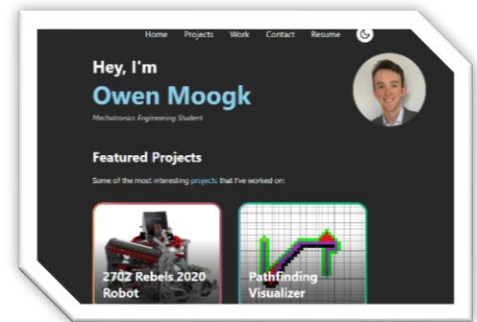 Home Projects Work Contact Resume
Hey, I'm
Owen Moogk
Mechatronics Engineering Student
Featured Projects
Some of the most interesting projects that I've worked on:
2702 Rebels 2020
Robot
Pathfinding
Visualizer